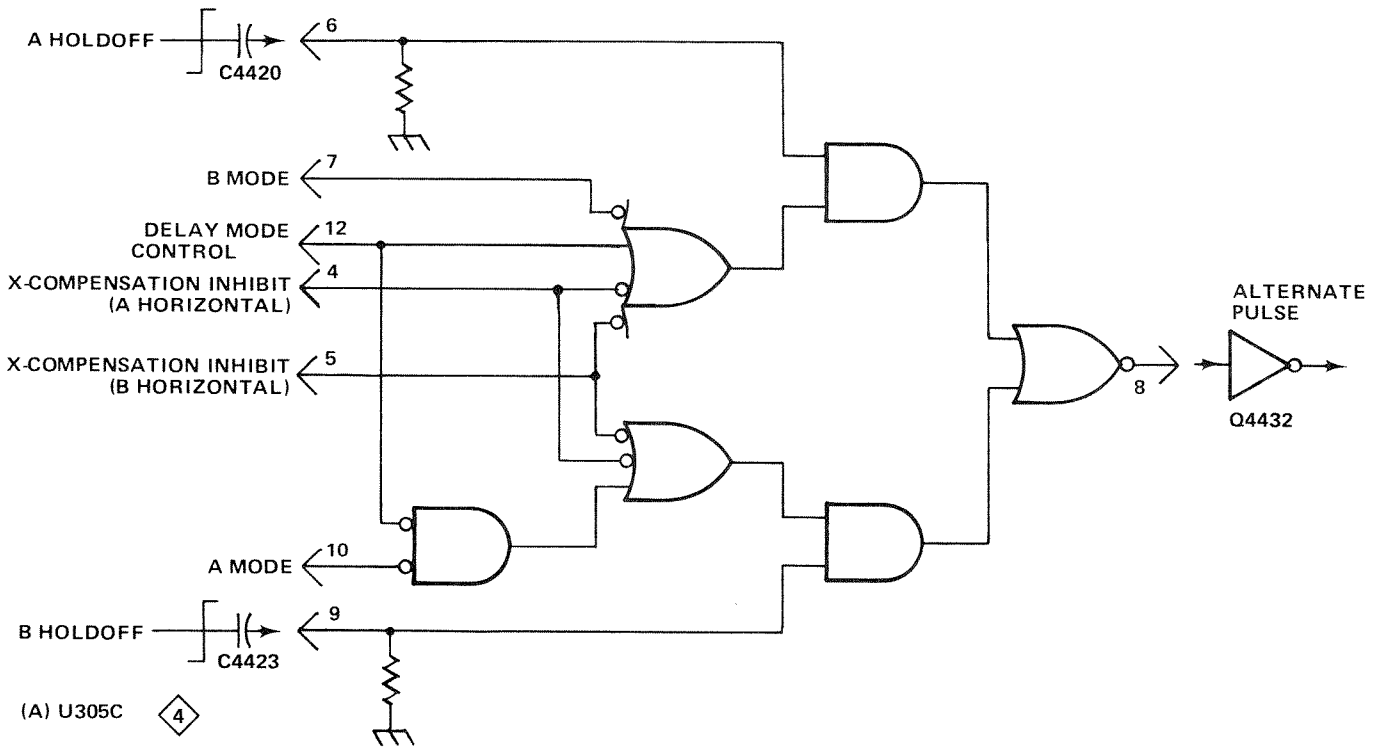 A HOLDOFF
C4420
6
B MODE
7
DELAY MODE
CONTROL
12
X-COMPENSATION INHIBIT
(A HORIZONTAL)
4
X-COMPENSATION INHIBIT
(B HORIZONTAL)
5
A MODE
10
B HOLDOFF
C4423
9
8
ALTERNATE
PULSE
Q4432
(A) U305C
4